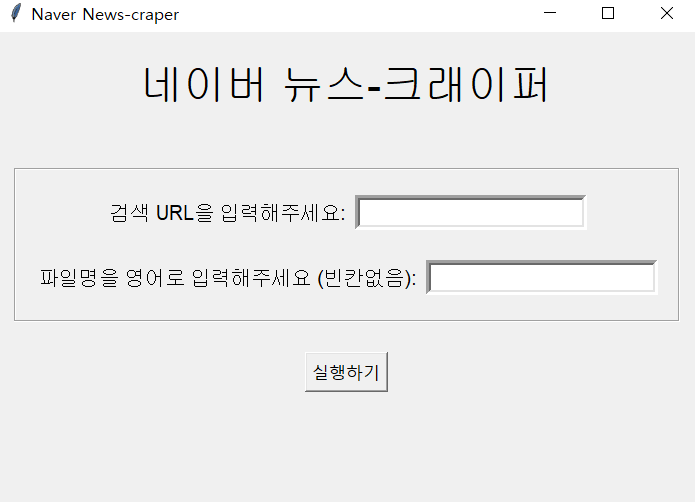 Naver News-craper
네이버 뉴스-크래이퍼
검색 URL을 입력해주세요:
파일명을 영어로 입력해주세요 (빈칸없음):
실행하기